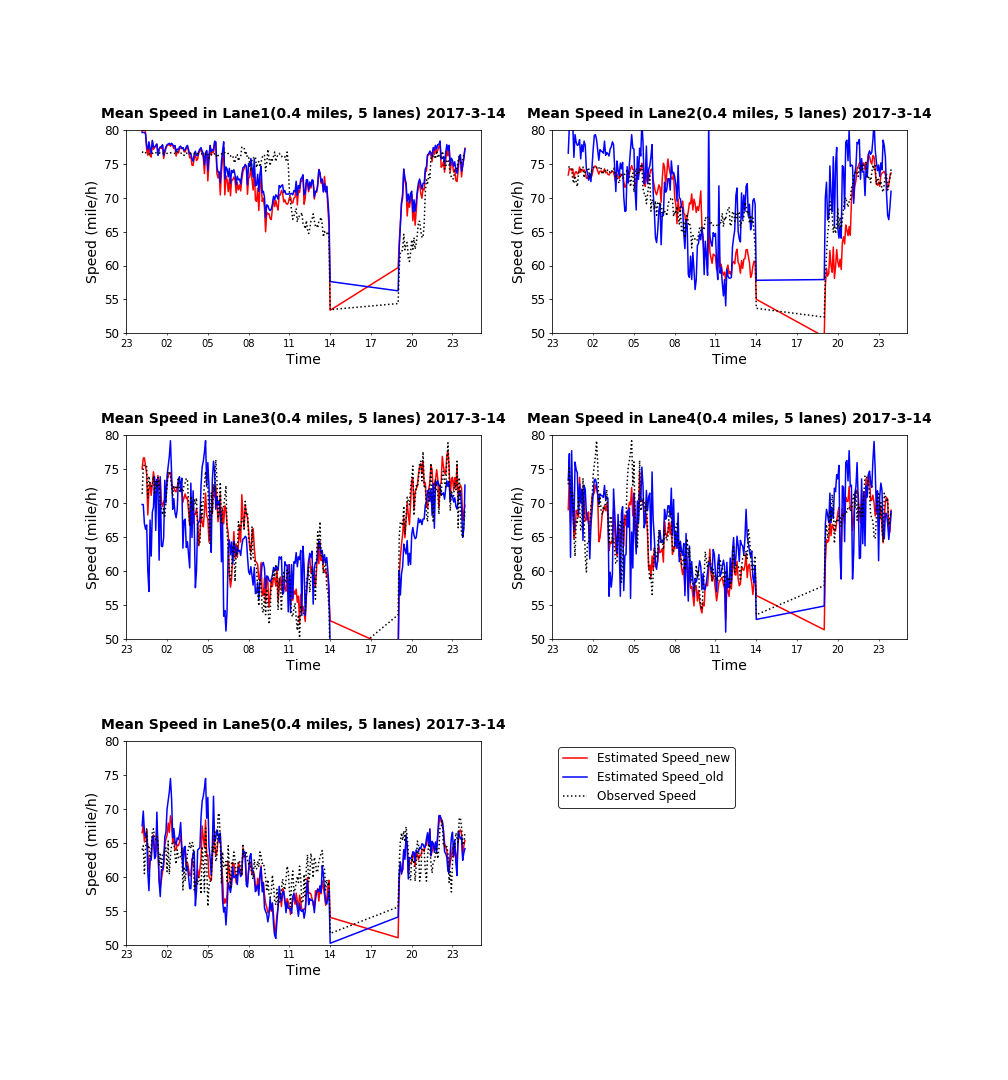 Mean Speed in Lane1(0.4 miles, 5 lanes) 2017-3-14
Speed (mile/h)
80
75
70
65
60
55
50
23 02 05 08 11 14 17 20 23
Time
Mean Speed in Lane2(0.4 miles, 5 lanes) 2017-3-14
Speed (mile/h)
80
75
70
65
60
55
50
23 02 05 08 11 14 17 20 23
Time
Mean Speed in Lane3(0.4 miles, 5 lanes) 2017-3-14
Speed (mile/h)
80
75
70
65
60
55
50
23 02 05 08 11 14 17 20 23
Time
Mean Speed in Lane4(0.4 miles, 5 lanes) 2017-3-14
Speed (mile/h)
80
75
70
65
60
55
50
23 02 05 08 11 14 17 20 23
Time
Mean Speed in Lane5(0.4 miles, 5 lanes) 2017-3-14
Speed (mile/h)
80
75
70
65
60
55
50
23 02 05 08 11 14 17 20 23
Time
Estimated Speed_new
Estimated Speed_old
Observed Speed